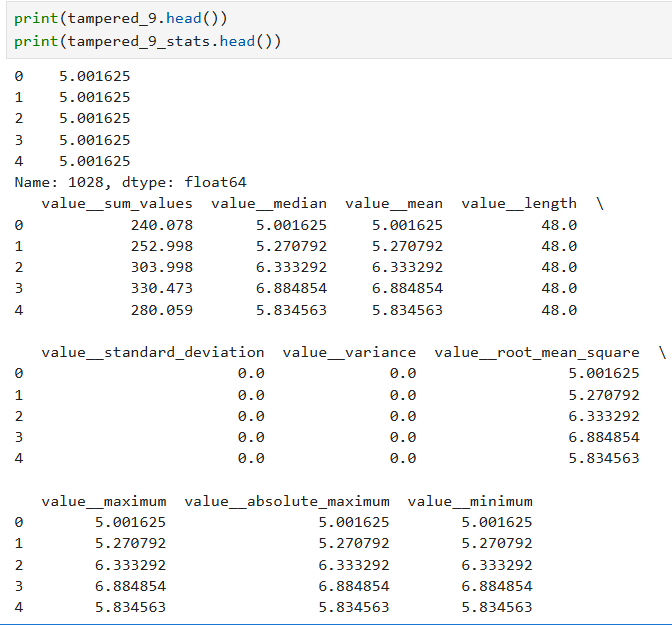 print(tampered_9.head())
print(tampered_9_stats.head())
0    5.001625
1    5.001625
2    5.001625
3    5.001625
4    5.001625
Name: 1028, dtype: float64
   value__sum_values  value__median  value__mean  value__length  \
0            240.078       5.001625     5.001625           48.0
1            252.998       5.270792     5.270792           48.0
2            303.998       6.333292     6.333292           48.0
3            330.473       6.884854     6.884854           48.0
4            280.059       5.834563     5.834563           48.0
   value__standard_deviation  value__variance  value__root_mean_square  \
0                        0.0              0.0                 5.001625
1                        0.0              0.0                 5.270792
2                        0.0              0.0                 6.333292
3                        0.0              0.0                 6.884854
4                        0.0              0.0                 5.834563
   value__maximum  value__absolute_maximum  value__minimum
0        5.001625                 5.001625        5.001625
1        5.270792                 5.270792        5.270792
2        6.333292                 6.333292        6.333292
3        6.884854                 6.884854        6.884854
4        5.834563                 5.834563        5.834563